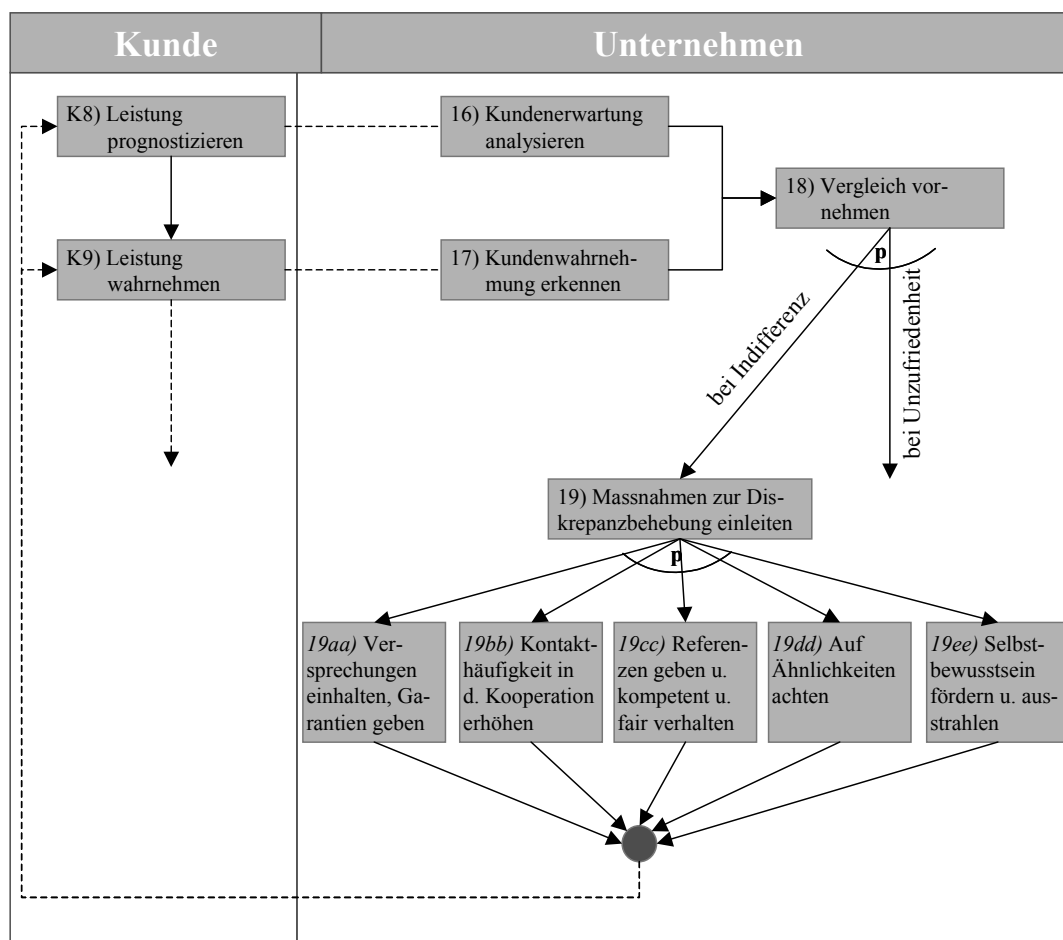 Kunde
Unternehmen
K8) Leistung
prognostizieren
16) Kundenerwartung
analysieren
18) Vergleich vor-
nehmen
K9) Leistung
wahrnehmen
17) Kundenwahrneh-
mung erkennen
p
bei Indifferenz
bei Unzufriedenheit
19) Massnahmen zur Dis-
krepanzbehebung einleiten
p
19aa) Ver-
sprechungen
einhalten, Ga-
rantien geben
19bb) Kontakt-
häufigkeit in
d. Kooperation
erhöhen
19cc) Referen-
zen geben u.
kompetent u.
fair verhalten
19dd) Auf
Ähnlichkeiten
achten
19ee) Selbst-
bewusstsein
fördern u. aus-
strahlen